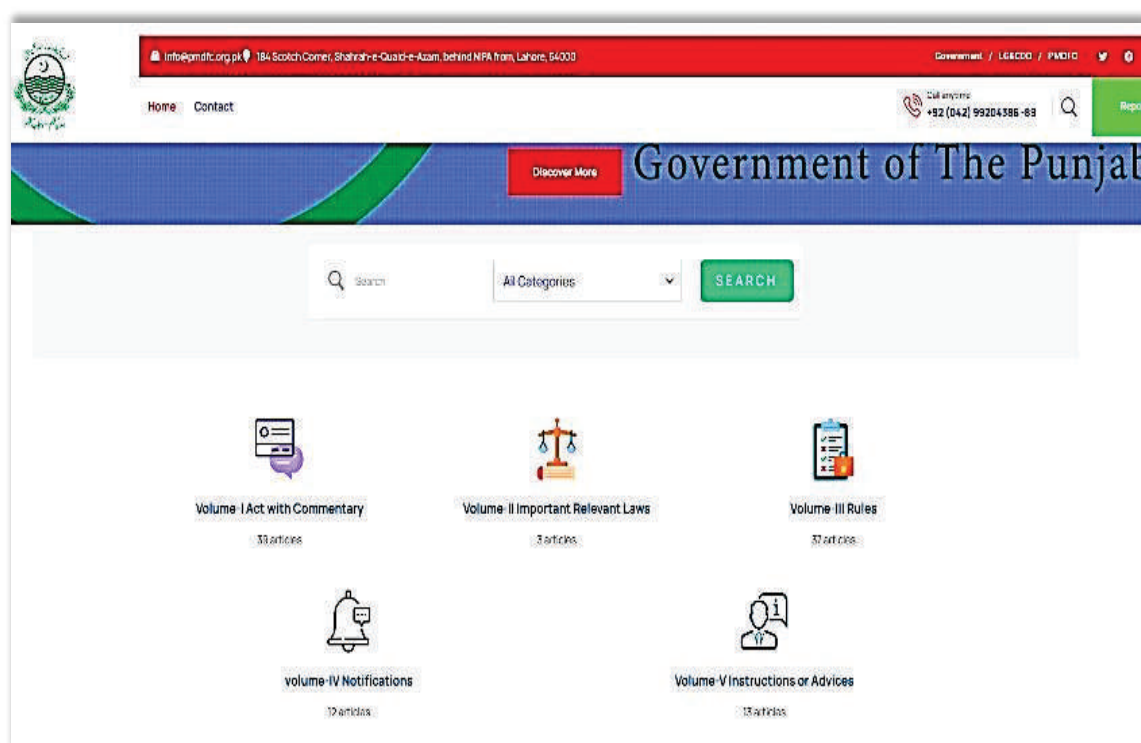 info@pmdfc.org.pk 184 Scotch Corner, Shahrah-e-Quaid-e-Azam, behind NIPA from, Lahore, 54000
Government / LG&CDD / PMDFC
Home Contact
Call anytime
+92 (042) 99204386 -83
Repo
Discover More
Government of The Punjab
Search
All Categories
SEARCH
Volume-I Act with Commentary
Volume-II Important Relevant Laws
Volume-III Rules
3 articles
37 articles
volume-IV Notifications
Volume-V Instructions or Advices
12 articles
13 articles